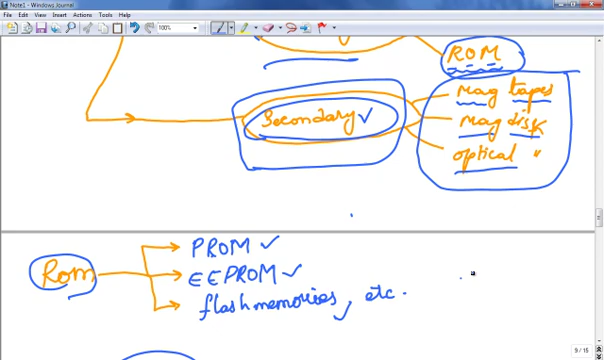 Note1 - Windows Journal
File Edit View Insert Actions Tools Help
100%
ROM
Mag tapes
Secondary ✓
Mag disk
optical "
PROM ✓
Rom
EEPROM ✓
flash memories, etc.
9 / 15